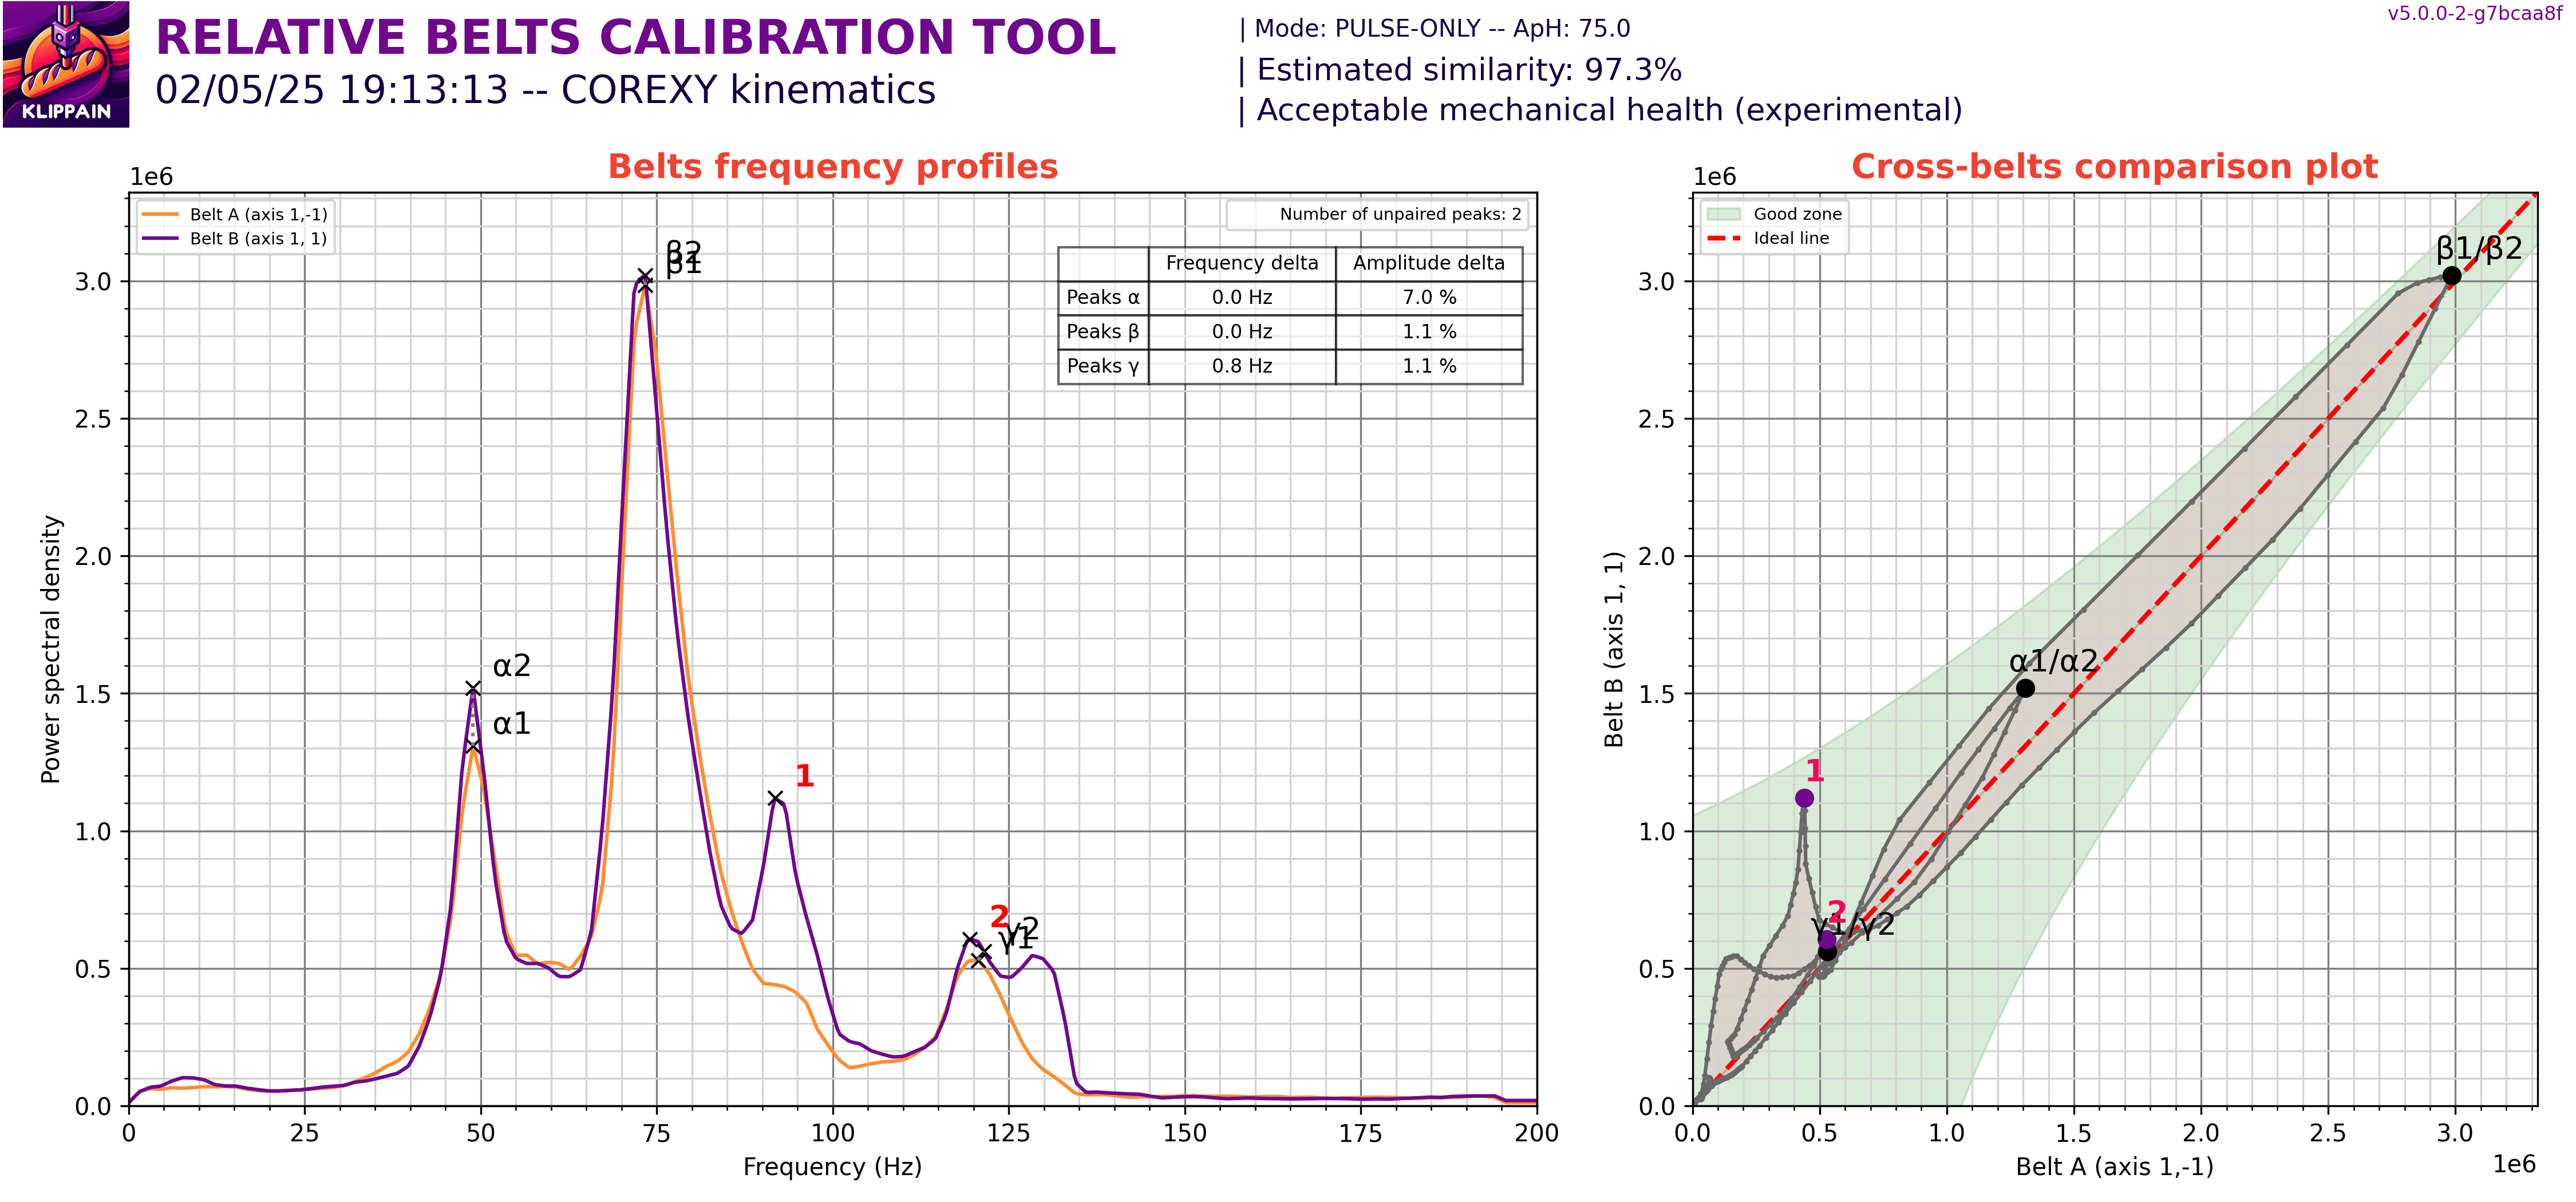 v5.0.0-2-g7bcaa8f
KLIPPAIN
RELATIVE BELTS CALIBRATION TOOL
02/05/25 19:13:13 -- COREXY kinematics
| Mode: PULSE-ONLY -- ApH: 75.0
| Estimated similarity: 97.3%
| Acceptable mechanical health (experimental)
Belts frequency profiles
1e6
Belt A (axis 1,-1)
Belt B (axis 1, 1)
Number of unpaired peaks: 2
Frequency delta Amplitude delta
Peaks α 0.0 Hz 7.0 %
Peaks β 0.0 Hz 1.1 %
Peaks γ 0.8 Hz 1.1 %
β2
β1
α2
α1
1
2
γ2
γ1
3.0
2.5
2.0
1.5
1.0
0.5
0.0
Power spectral density
0 25 50 75 100 125 150 175 200
Frequency (Hz)
Cross-belts comparison plot
1e6
Good zone
Ideal line
β1/β2
α1/α2
1
2
γ1/γ2
3.0
2.5
2.0
1.5
1.0
0.5
0.0
Belt B (axis 1, 1)
0.0 0.5 1.0 1.5 2.0 2.5 3.0
Belt A (axis 1,-1)
1e6